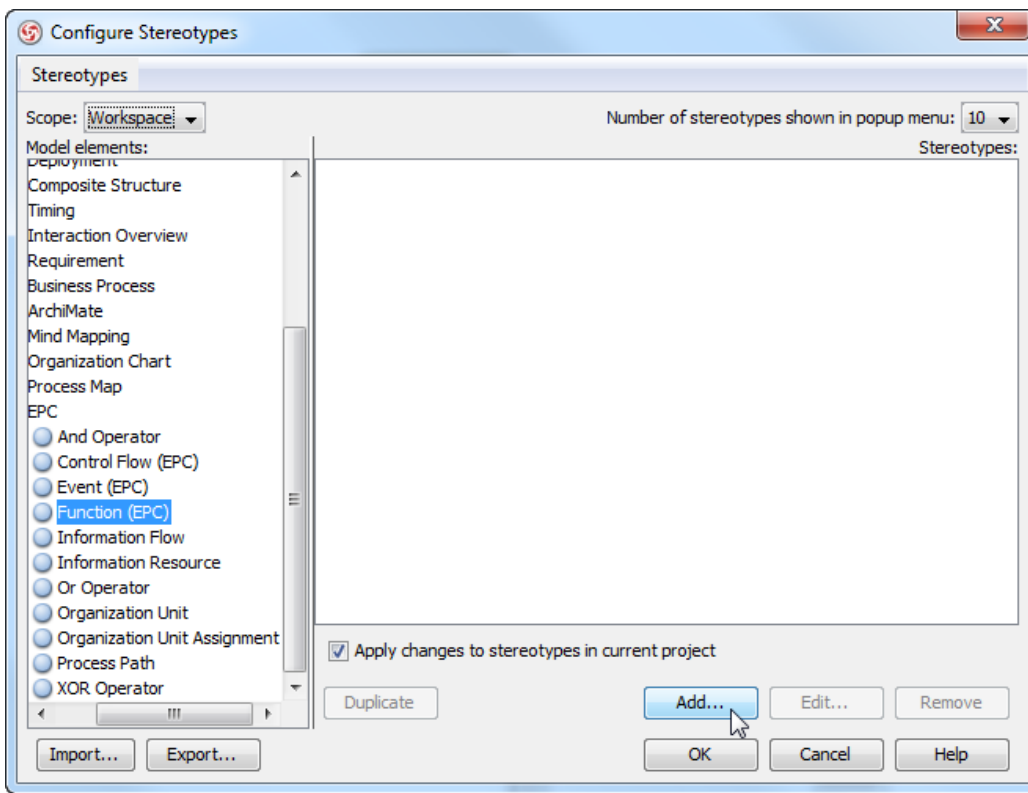 Configure Stereotypes
Stereotypes
Scope: Workspace Number of stereotypes shown in popup menu: 10
Model elements: Stereotypes:
Deployment
Composite Structure
Timing
Interaction Overview
Requirement
Business Process
ArchiMate
Mind Mapping
Organization Chart
Process Map
EPC
And Operator
Control Flow (EPC)
Event (EPC)
Function (EPC)
Information Flow
Information Resource
Or Operator
Organization Unit
Organization Unit Assignment
Process Path
XOR Operator
Apply changes to stereotypes in current project
Duplicate Add... Edit... Remove
Import... Export... OK Cancel Help